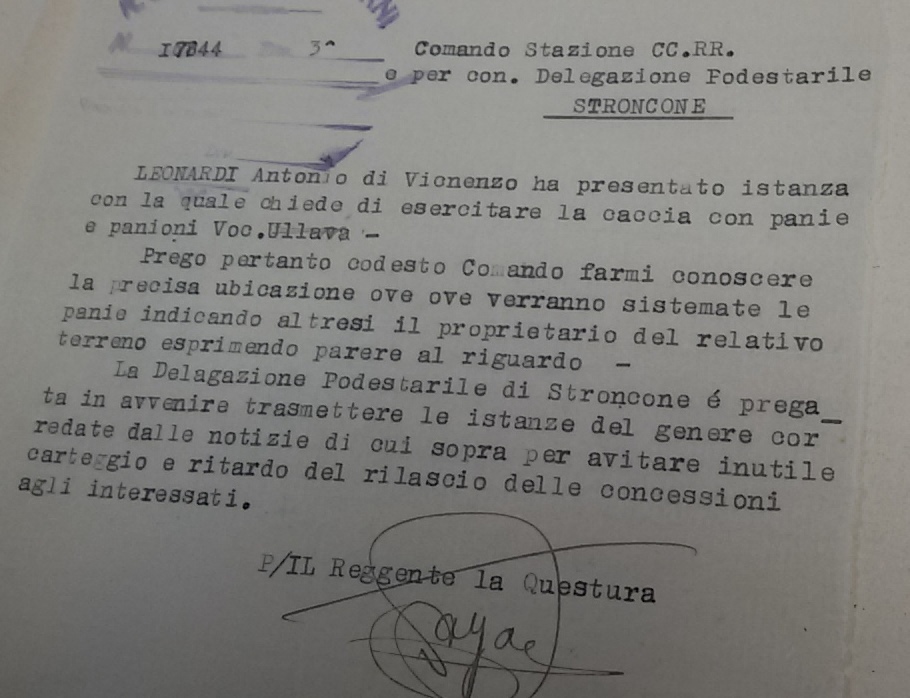 N 17844 3^ Comando Stazione CC.RR.
e per con. Delegazione Fodestarile
STRONCONE
LEONARDI Antonio di Vicnenzo ha presentato istanza
con la quale chiede di esercitare la caccia con panie
e panioni Voc.Ullava -
Prego pertanto codesto Comando farmi conoscere
la precisa ubicazione ove ove verranno sistemate le
panie indicando altresi il proprietario del relativo
terreno esprimendo parere al riguardo -
La Delagazione Podestarile di Stroncone é prega_
ta in avvenire trasmettere le istanze del genere cor_
redate dalle notizie di cui sopra per avitare inutile
carteggio e ritardo del rilascio delle concessioni
agli interessati.
P/IL Reggente la Questura